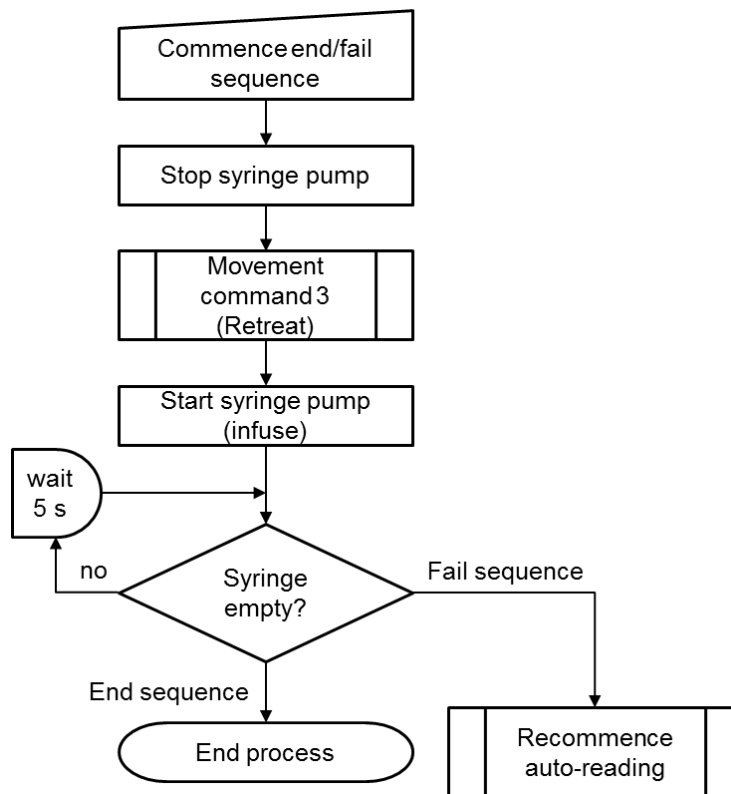 Commence end/fail
sequence
Stop syringe pump
Movement
command 3
(Retreat)
Start syringe pump
(infuse)
wait
5 s
no
Syringe
empty?
Fail sequence
End sequence
End process
Recommence
auto-reading